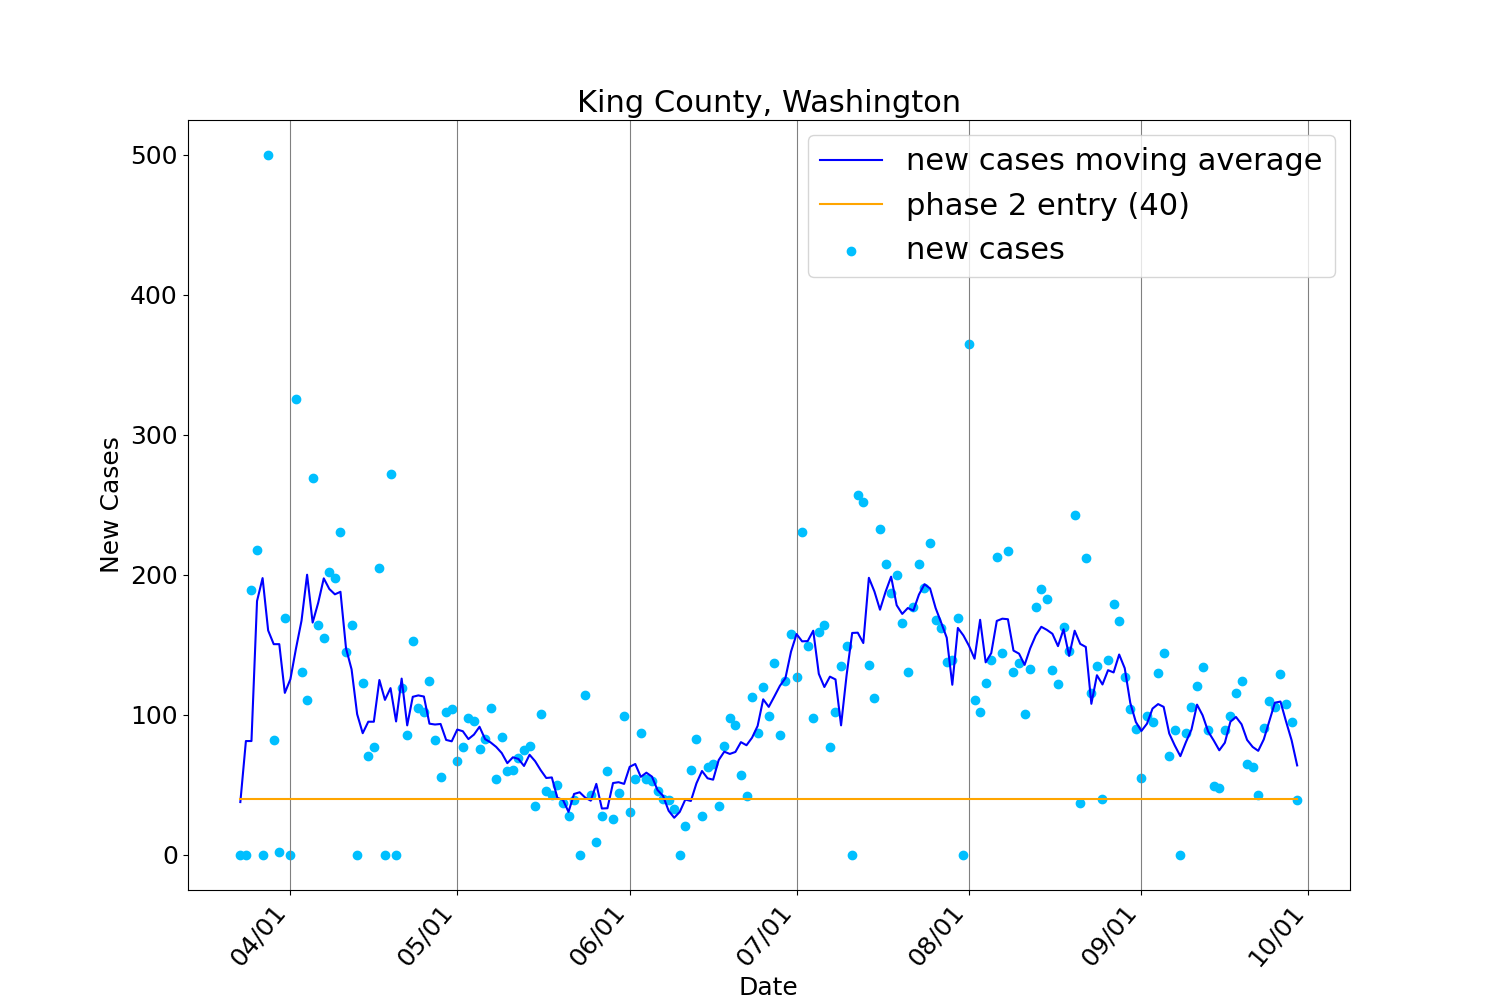 King County, Washington
new cases moving average
phase 2 entry (40)
new cases
500
400
300
200
100
0
New Cases
04/01
05/01
06/01
07/01
08/01
09/01
10/01
Date